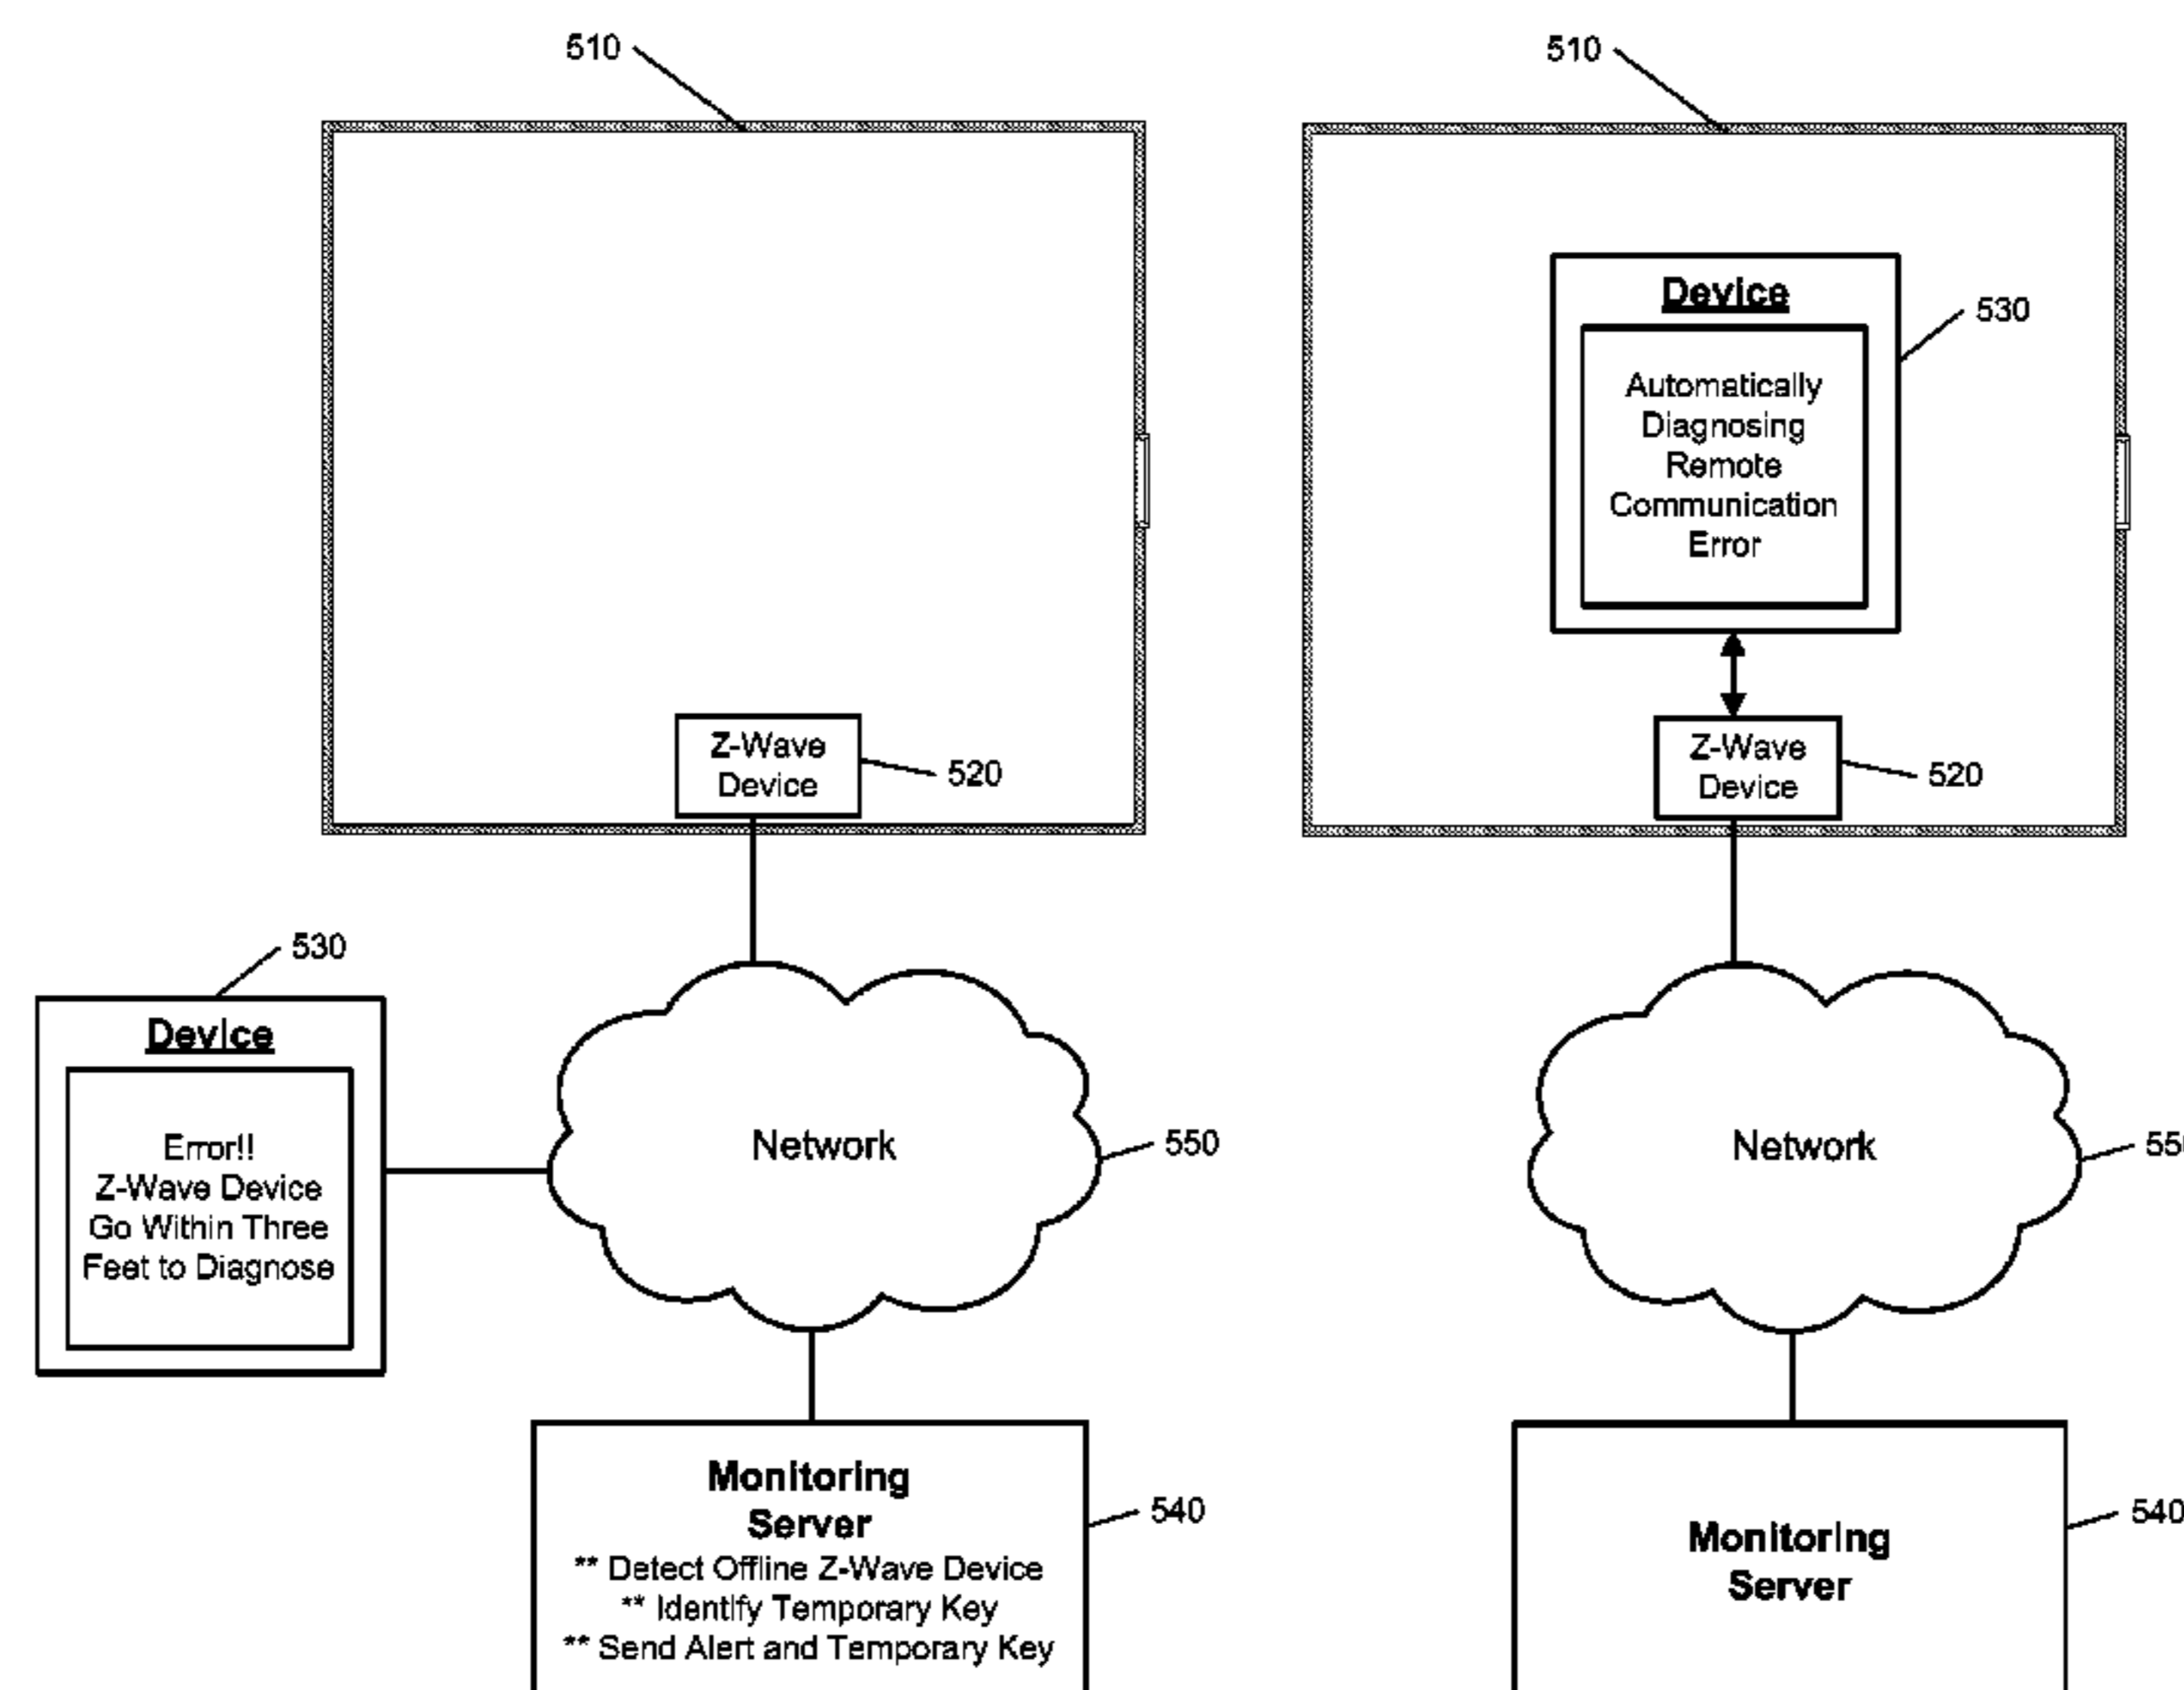 510
Z-Wave
Device
520
530
Device
Error!!
Z-Wave Device
Go Within Three
Feet to Diagnose
Network
550
Monitoring
Server
** Detect Offline Z-Wave Device
** Identify Temporary Key
** Send Alert and Temporary Key
540
510
Device
Automatically
Diagnosing
Remote
Communication
Error
530
Z-Wave
Device
520
Network
Monitoring
Server
540